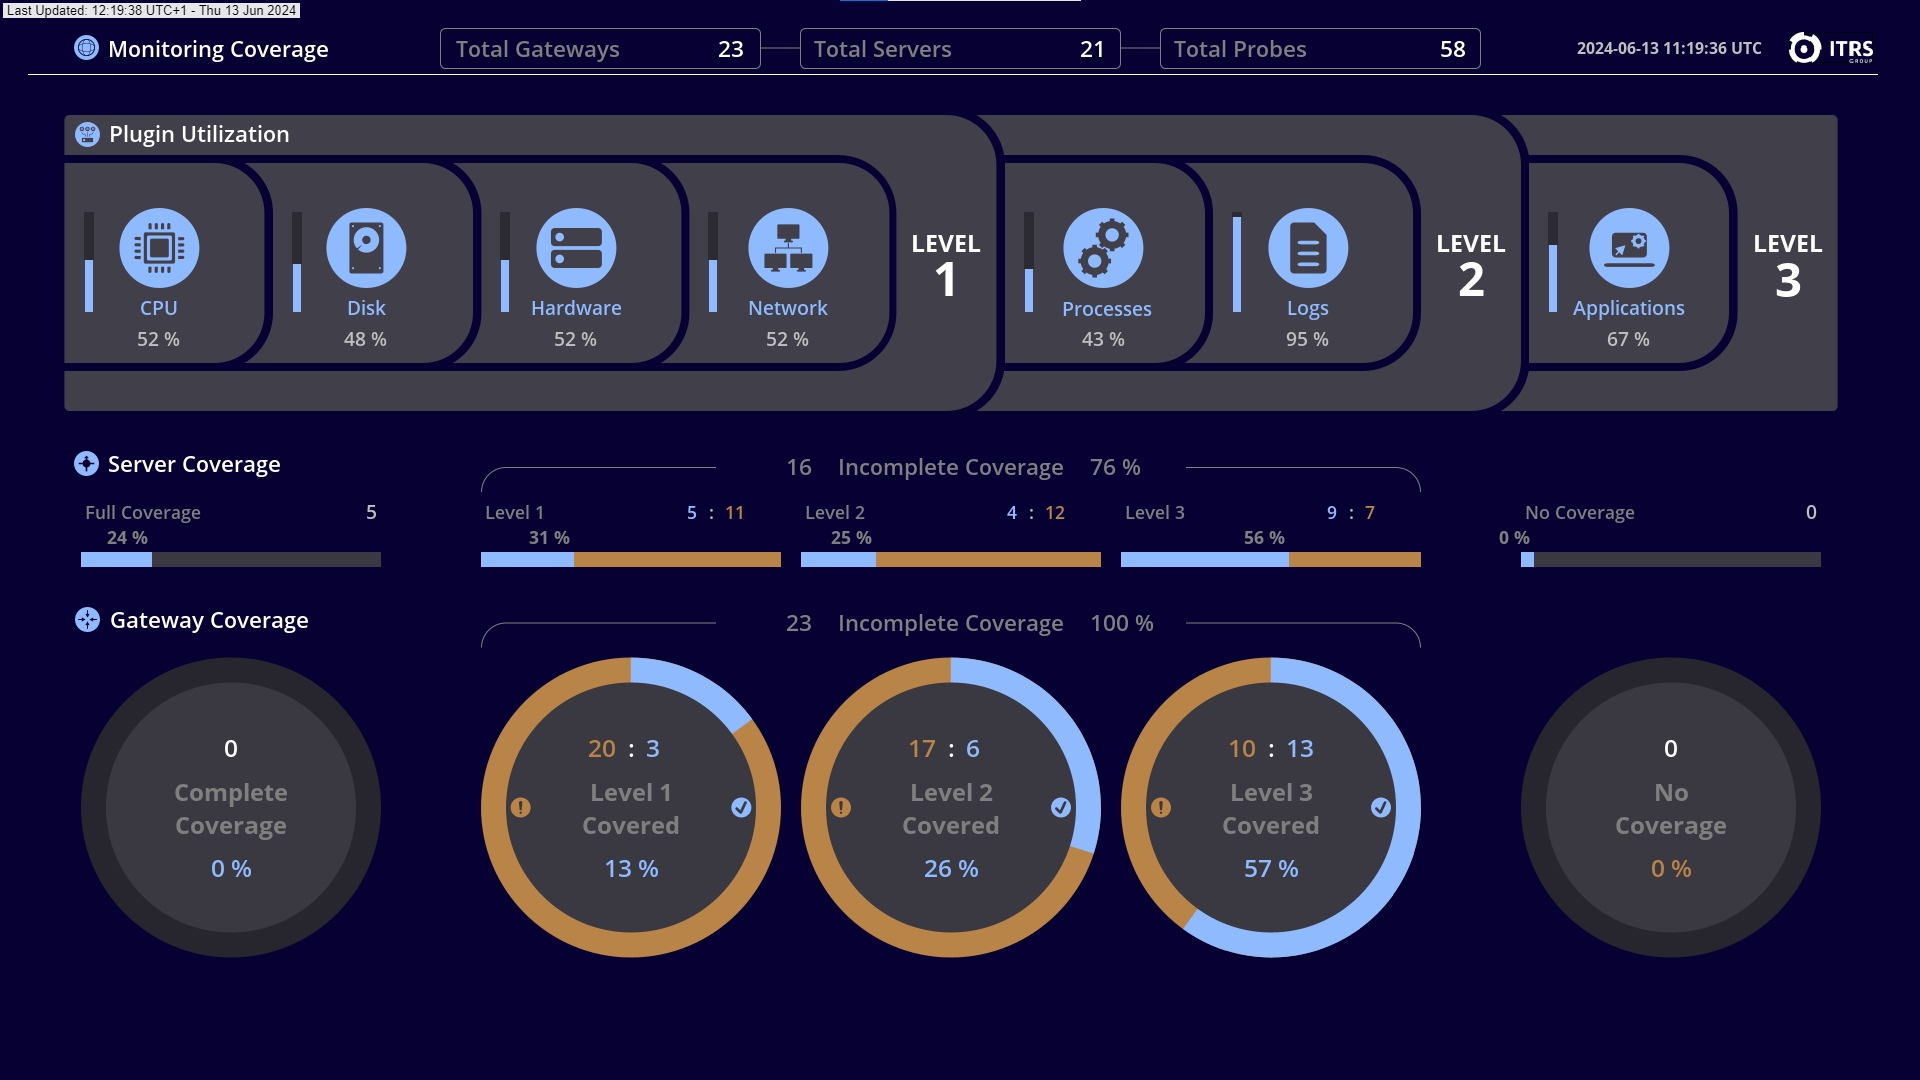 Last Updated: 12:19:38 UTC+1 - Thu 13 Jun 2024
Monitoring Coverage
Total Gateways 23
Total Servers 21
Total Probes 58
2024-06-13 11:19:36 UTC
ITRS
GROUP
Plugin Utilization
CPU
52 %
Disk
48 %
Hardware
52 %
Network
52 %
LEVEL
1
Processes
43 %
Logs
95 %
LEVEL
2
Applications
67 %
LEVEL
3
Server Coverage
16 Incomplete Coverage 76 %
Full Coverage 5
24 %
Level 1 5 : 11
31 %
Level 2 4 : 12
25 %
Level 3 9 : 7
56 %
No Coverage 0
0 %
Gateway Coverage
23 Incomplete Coverage 100 %
0
Complete
Coverage
0 %
20 : 3
Level 1
Covered
13 %
17 : 6
Level 2
Covered
26 %
10 : 13
Level 3
Covered
57 %
0
No
Coverage
0 %